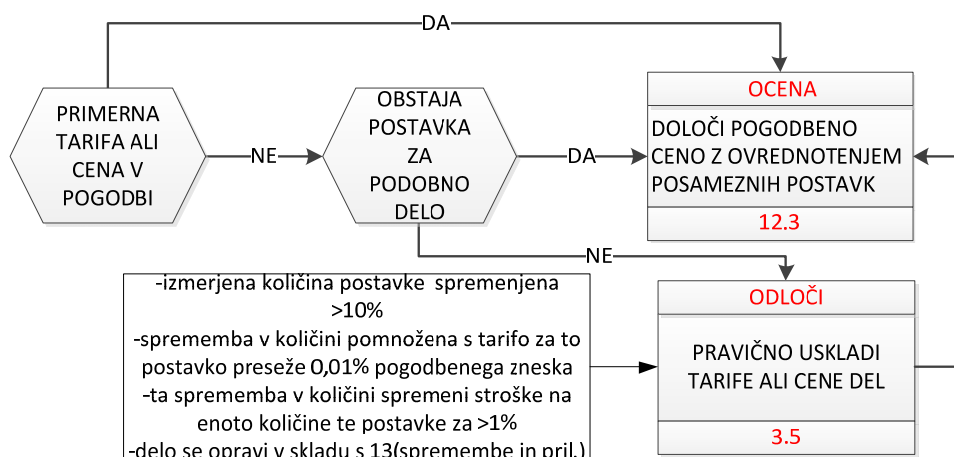 DA
PRIMERNA
TARIFA ALI
CENA V
POGODBI
NE
OBSTAJA
POSTAVKA
ZA
PODOBNO
DELO
DA
OCENA
DOLOČI POGODBENO
CENO Z OVREDNOTENJEM
POSAMEZNIH POSTAVK
12.3
NE
-izmerjena količina postavke spremenjena
>10%
-sprememba v količini pomnožena s tarifo za to
postavko preseže 0,01% pogodbenega zneska
-ta sprememba v količini spremeni stroške na
enoto količine te postavke za >1%
-delo se opravi v skladu s 13(spremembe in pril.)
ODLOČI
PRAVIČNO USKLADI
TARIFE ALI CENE DEL
3.5